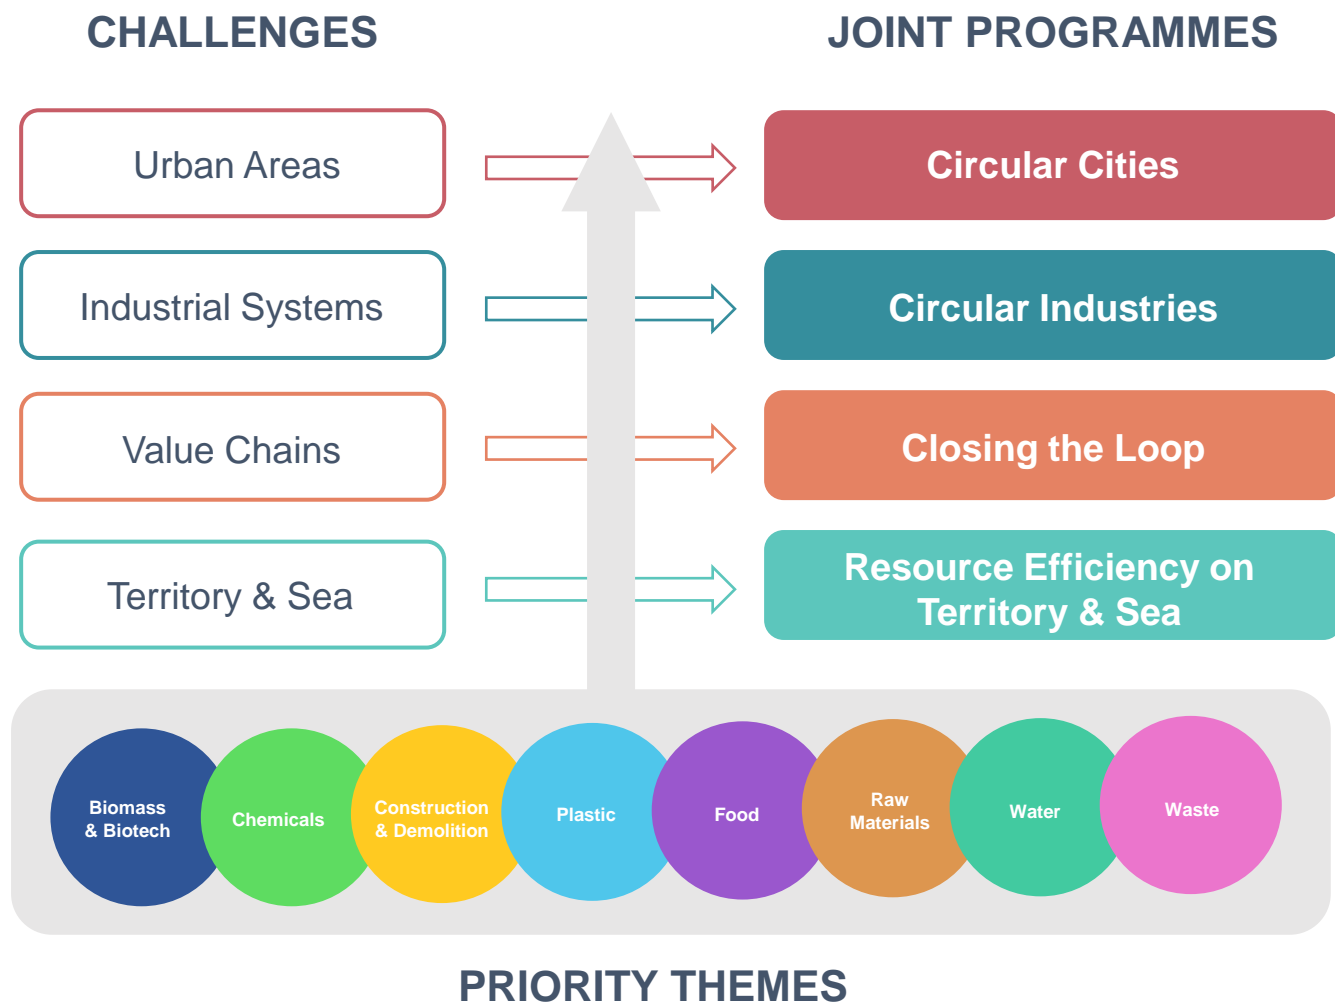 CHALLENGES
JOINT PROGRAMMES
Urban Areas
Circular Cities
Industrial Systems
Circular Industries
Value Chains
Closing the Loop
Territory & Sea
Resource Efficiency on
Territory & Sea
Biomass
& Biotech
Chemicals
Construction
& Demolition
Plastic
Food
Raw
Materials
Water
Waste
PRIORITY THEMES